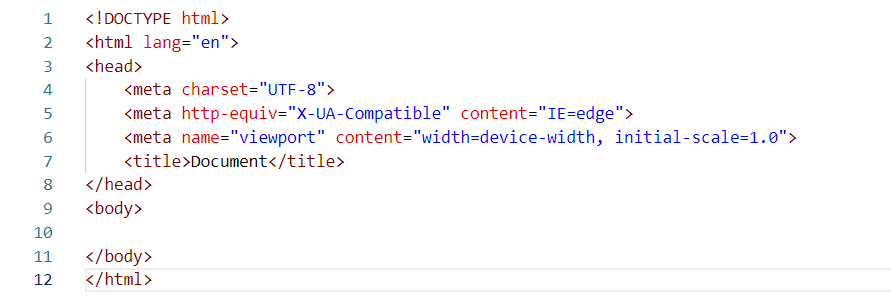 1 <!DOCTYPE html>
2 <html lang="en">
3 <head>
4     <meta charset="UTF-8">
5     <meta http-equiv="X-UA-Compatible" content="IE=edge">
6     <meta name="viewport" content="width=device-width, initial-scale=1.0">
7     <title>Document</title>
8 </head>
9 <body>
10
11 </body>
12 </html>